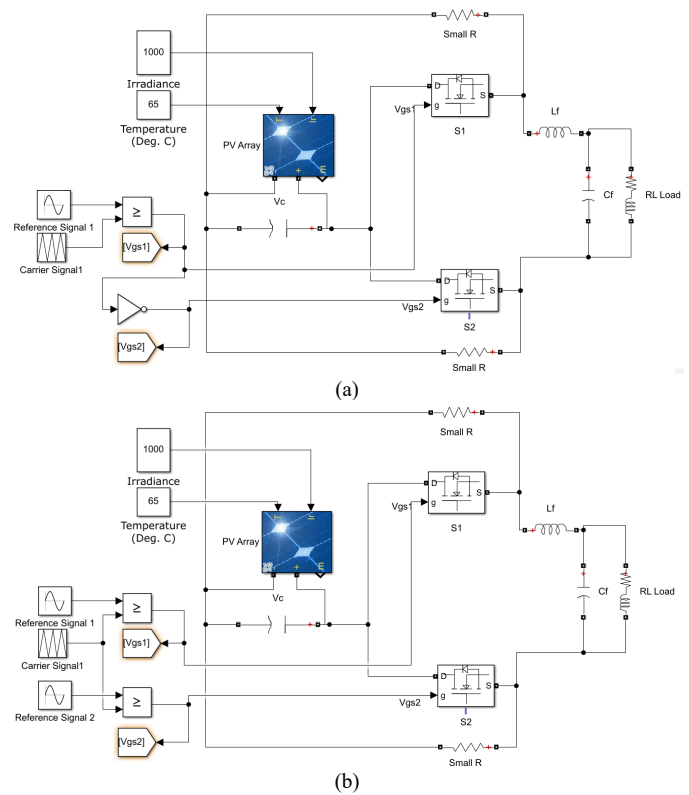 Small R
1000
Irradiance
65
Temperature
(Deg. C)
T
Ir
PV Array
+
m
Vc
D
S
g
Vgs1
S1
Lf
Cf
RL Load
Reference Signal 1
≥
Carrier Signal1
[Vgs1]
D
S
g
Vgs2
S2
[Vgs2]
Small R
(a)
Small R
1000
Irradiance
65
Temperature
(Deg. C)
T
Ir
PV Array
+
m
Vc
D
S
g
Vgs1
S1
Lf
Cf
RL Load
Reference Signal 1
≥
Carrier Signal1
[Vgs1]
Reference Signal 2
≥
D
S
g
Vgs2
S2
[Vgs2]
Small R
(b)